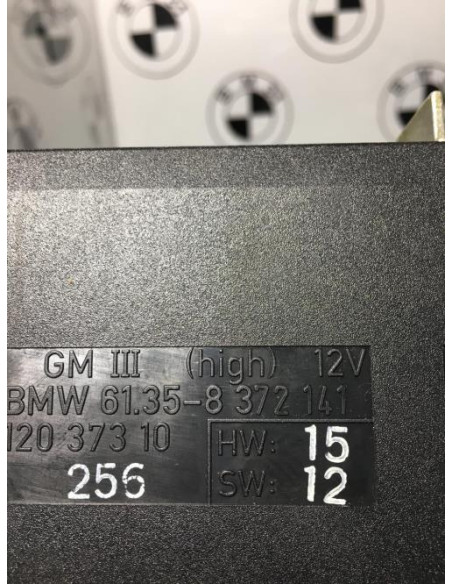 GM III (high) 12V
BMW 61.35-8 372 141
120 373 10 HW: 15
256 SW: 12